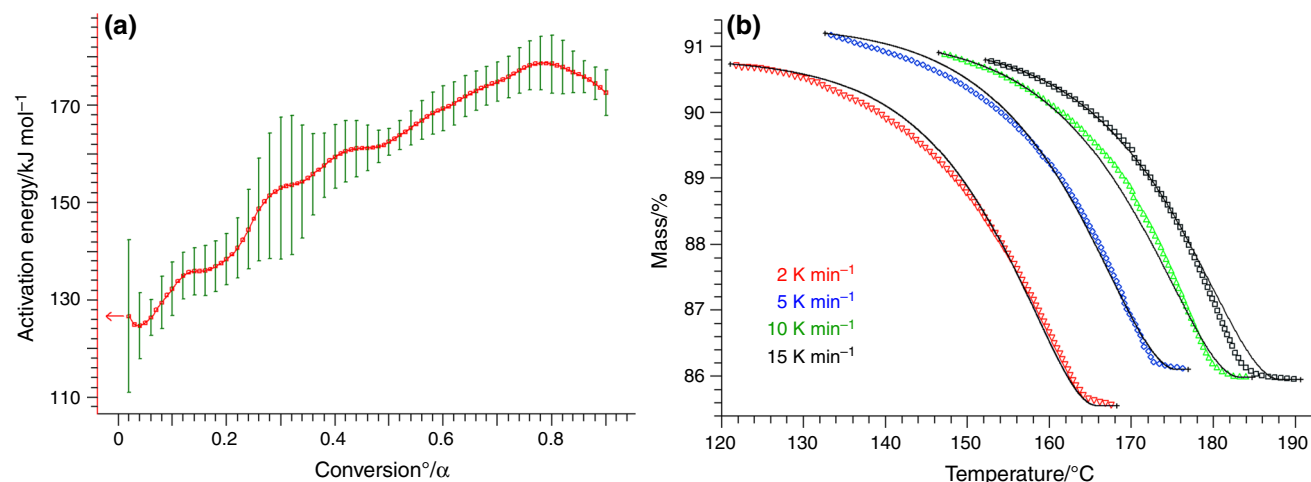 (a)
Activation energy/kJ mol⁻¹
170
150
130
110
0
0.2
0.4
0.6
0.8
Conversion°/α
(b)
Mass/%
91
90
89
88
87
86
2 K min⁻¹
5 K min⁻¹
10 K min⁻¹
15 K min⁻¹
120
130
140
150
160
170
180
190
Temperature/°C